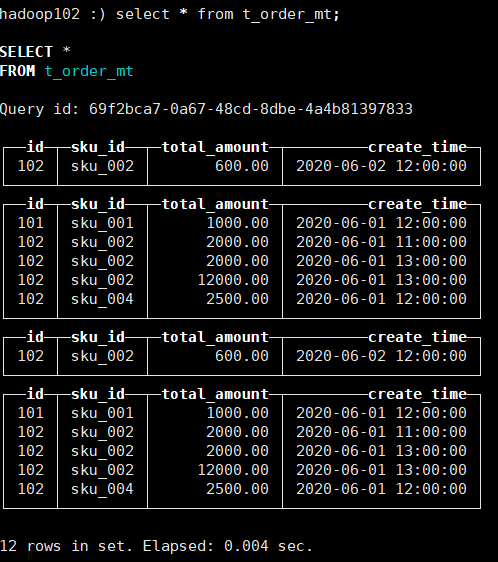 hadoop102 :) select * from t_order_mt;
SELECT *
FROM t_order_mt
Query id: 69f2bca7-0a67-48cd-8dbe-4a4b81397833
id sku_id total_amount create_time
102 sku_002 600.00 2020-06-02 12:00:00
id sku_id total_amount create_time
101 sku_001 1000.00 2020-06-01 12:00:00
102 sku_002 2000.00 2020-06-01 11:00:00
102 sku_002 2000.00 2020-06-01 13:00:00
102 sku_002 12000.00 2020-06-01 13:00:00
102 sku_004 2500.00 2020-06-01 12:00:00
id sku_id total_amount create_time
102 sku_002 600.00 2020-06-02 12:00:00
id sku_id total_amount create_time
101 sku_001 1000.00 2020-06-01 12:00:00
102 sku_002 2000.00 2020-06-01 11:00:00
102 sku_002 2000.00 2020-06-01 13:00:00
102 sku_002 12000.00 2020-06-01 13:00:00
102 sku_004 2500.00 2020-06-01 12:00:00
12 rows in set. Elapsed: 0.004 sec.